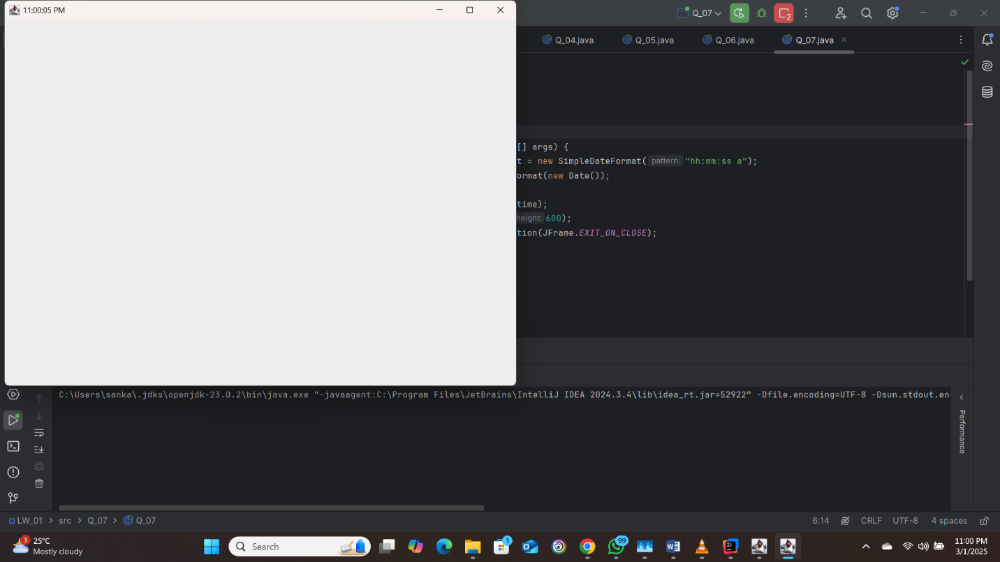 11:00:05 PM
Q_07
2
Q_04.java
Q_05.java
Q_06.java
Q_07.java
[] args) {
t = new SimpleDateFormat( pattern: "hh:mm:ss a");
ormat(new Date());
time);
height: 600);
tion(JFrame.EXIT_ON_CLOSE);
C:\Users\sanka\.jdks\openjdk-23.0.2\bin\java.exe "-javaagent:C:\Program Files\JetBrains\IntelliJ IDEA 2024.3.4\lib\idea_rt.jar=52922" -Dfile.encoding=UTF-8 -Dsun.stdout.en
Performance
LW_01 > src > Q_07 > Q_07
6:14
CRLF
UTF-8
4 spaces
3
25°C
Mostly cloudy
Search
1
99
11:00 PM
3/1/2025